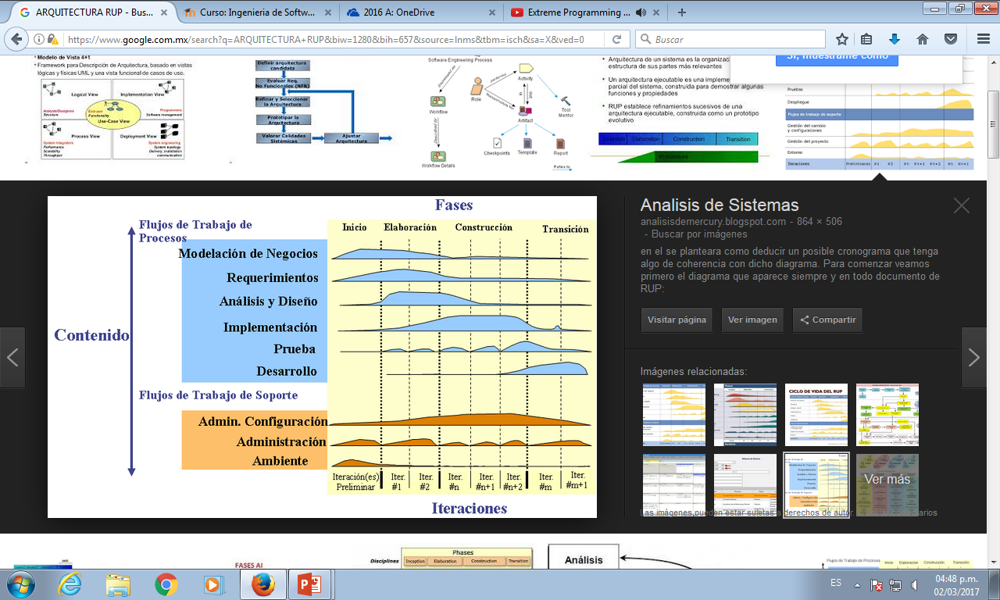 ARQUITECTURA RUP - Bus...
Curso: Ingenieria de Softw...
2016 A: OneDrive
Extreme Programming ...
https://www.google.com.mx/search?q=ARQUITECTURA+RUP&biw=1280&bih=657&source=lnms&tbm=isch&sa=X&ved=0
Buscar
Modelo de Vista 4+1
Framework para Descripción de Arquitectura, basado en vistas
lógicas y físicas UML y una vista funcional de casos de uso.
Logical View
Implementation View
Analysts/Designers
Structure
End-user
Functionality
Programmers
Software management
Use-Case View
Process View
Deployment View
System integrators
Performance
Scalability
Throughput
System engineering
System topology
Delivery, installation
communication
Definir arquitectura
candidata
Evaluar Req.
No Funcionales (NFR)
Refinar y Seleccionar
la Arquitectura
Prototipar la
Arquitectura
Valorar Calidades
Sistémicas
Ajustar
Arquitectura
Software Engineering Process
Activity
Role
Workflow
Tool
Mentor
Artifact
Checkpoints
Template
Report
Workflow Details
Refers to
Arquitectura de un sistema es la organizac
estructura de sus partes más relevantes
Un arquitectura ejecutable es una impleme
parcial del sistema, construida para demostrar algunas
funciones y propiedades
RUP establece refinamientos sucesivos de una
arquitectura ejecutable, construida como un prototipo
evolutivo
Inception
Elaboration
Construction
Transition
Architecture
Sí, muéstrame cómo
Pruebas
Despliegue
Flujos de trabajo de soporte
Gestión del cambio
y configuraciones
Gestión del proyecto
Entorno
Iteraciones
Preliminares
#1
#2
#n
#n+1
#n+2
#n
#n+1
Fases
Flujos de Trabajo de
Procesos
Inicio
Elaboración
Construcción
Transición
Modelación de Negocios
Requerimientos
Análisis y Diseño
Implementación
Contenido
Prueba
Desarrollo
Flujos de Trabajo de Soporte
Admin. Configuración
Administración
Ambiente
Iteración(es)
Preliminar
Iter.
#1
Iter.
#2
Iter.
#n
Iter.
#n+1
Iter.
#n+2
Iter.
#m
Iter.
#m+1
Iteraciones
Analisis de Sistemas
analisisdemercury.blogspot.com - 864 × 506
- Buscar por imágenes
en el se planteara como deducir un posible cronograma que tenga
algo de coherencia con dicho diagrama. Para comenzar veamos
primero el diagrama que aparece siempre y en todo documento de
RUP:
Visitar página
Ver imagen
Compartir
Imágenes relacionadas:
CICLO DE VIDA DEL RUP
Ver más
Las imágenes pueden estar sujetas a derechos de autor.
arios
FASES AI
Disciplines
Phases
Inception
Elaboration
Construction
Transition
Análisis
Flujos de Trabajo de Procesos
Inicio
Elaboración
Construcción
Transición
ES
04:48 p.m.
02/03/2017